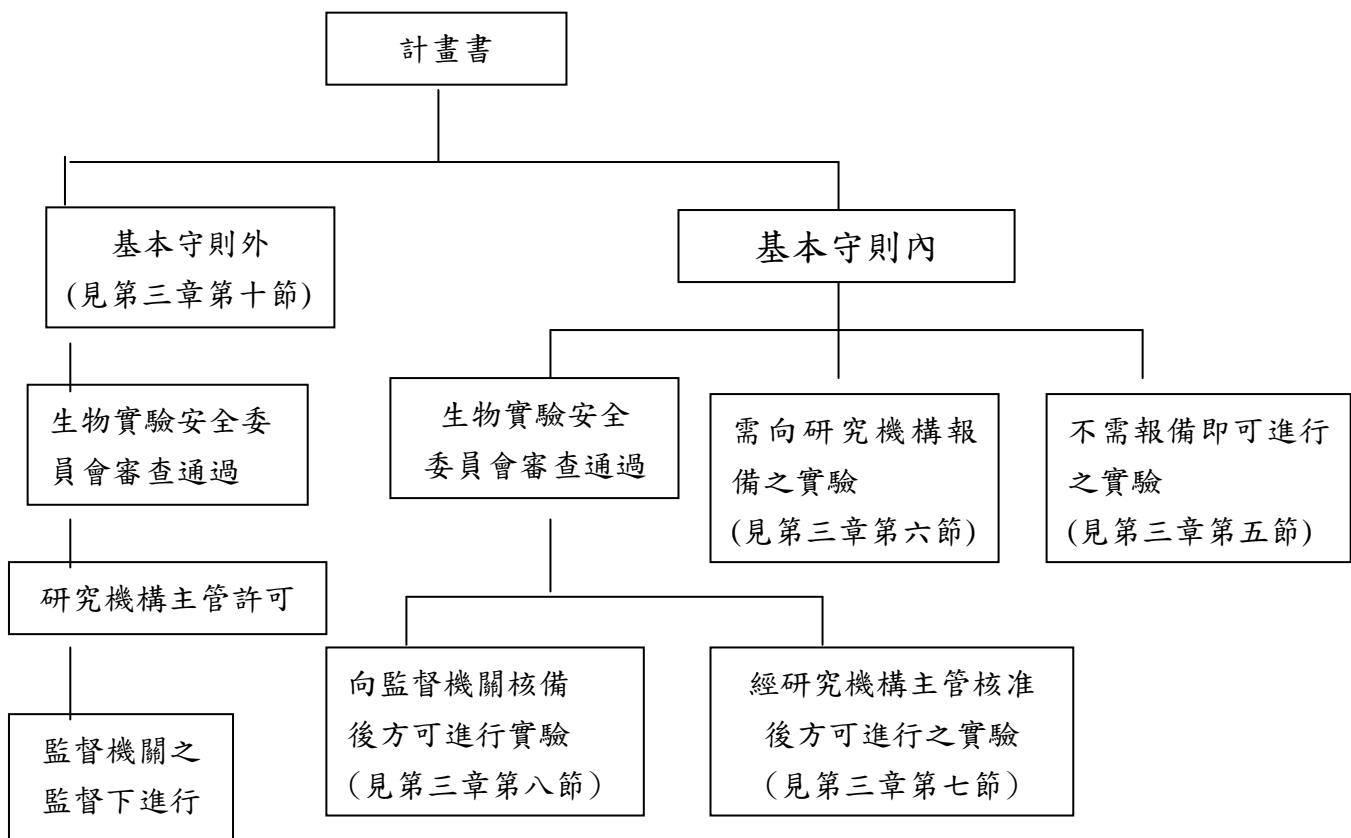 計畫書
基本守則外
(見第三章第十節)
基本守則內
生物實驗安全委
員會審查通過
生物實驗安全
委員會審查通過
需向研究機構報
備之實驗
(見第三章第六節)
不需報備即可進行
之實驗
(見第三章第五節)
研究機構主管許可
向監督機關核備
後方可進行實驗
(見第三章第八節)
經研究機構主管核准
後方可進行之實驗
(見第三章第七節)
監督機關之
監督下進行